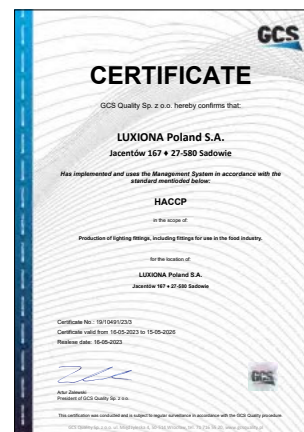 GCS
CERTIFICATE
GCS Quality Sp. z o.o. hereby confirms that:
LUXIONA Poland S.A.
Jacentów 167 ♦ 27-580 Sadowie
Has implemented and uses the Management System in accordance with the
standard mentioded below:
HACCP
in the scope of:
Production of lighting fittings, including fittings for use in the food industry.
for the location of:
LUXIONA Poland S.A.
Jacentów 167 ♦ 27-580 Sadowie
Certificate No.: 19/10491/23/3
Certificate valid from 16-05-2023 to 15-05-2026
Realese date: 16-05-2023
Artur Zalewski
President of GCS Quality Sp. z o.o.
GCS
This certification was conducted and is subject to regular surveillance in accordance with the GCS Quality procedure